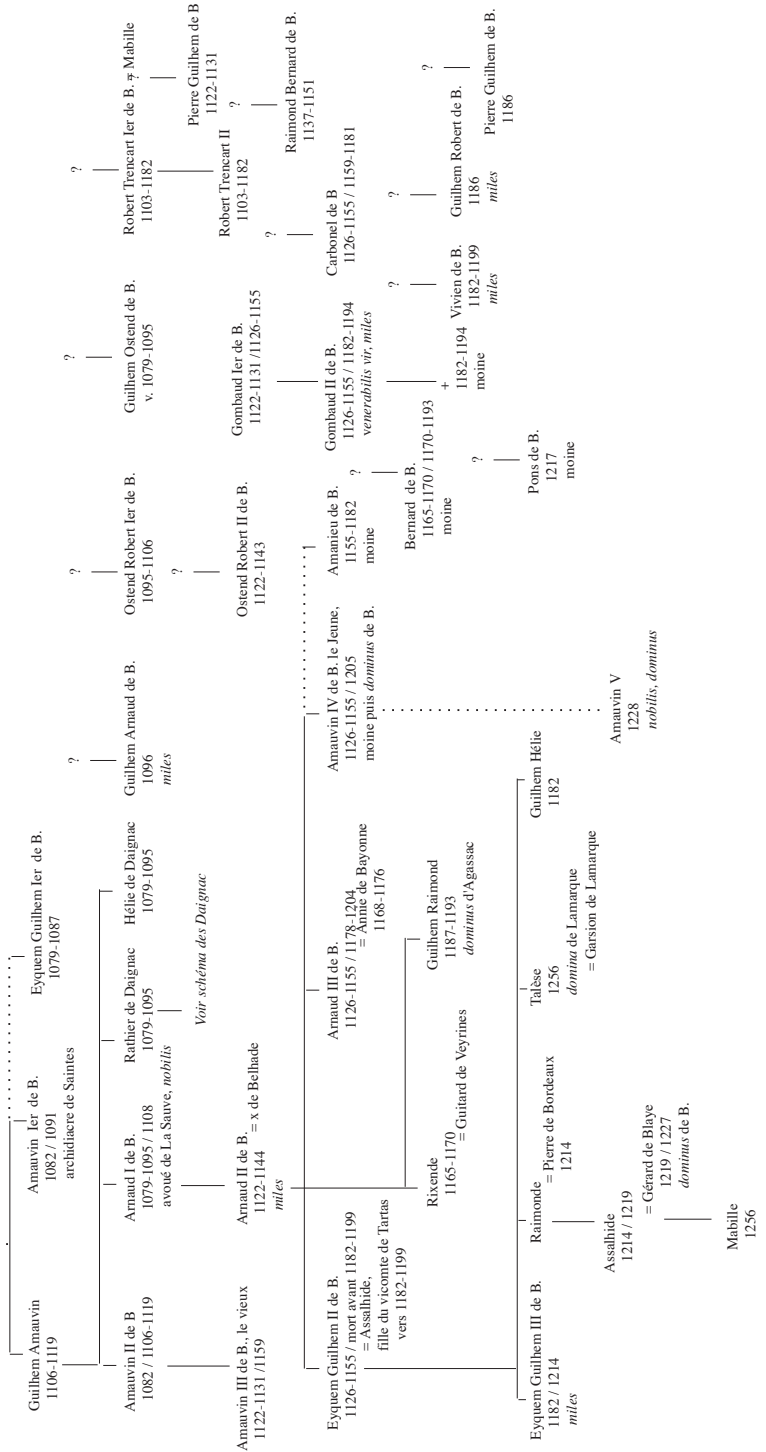 Guilhem Amauvin
1106-1119
Amauvin Ier de B.
1082 / 1091
archidiacre de Saintes
Eyquem Guilhem Ier de B.
1079-1087
Amauvin II de B
1082 / 1106-1119
Arnaud I de B.
1079-1095 / 1108
avoué de La Sauve, nobilis
Rathier de Daignac
1079-1095
Voir schéma des Daignac
Hélie de Daignac
1079-1095
?
Guilhem Arnaud de B.
1096
miles
?
Ostend Robert Ier de B.
1095-1106
?
Guilhem Ostend de B.
v. 1079-1095
?
Robert Trencart Ier de B. = Mabille
1103-1182
?
Pierre Guilhem de B
1122-1131
Amauvin III de B., le vieux
1122-1131 /1159
Arnaud II de B. = x de Belhade
1122-1144
miles
?
Ostend Robert II de B.
1122-1143
Gombaud Ier de B.
1122-1131 /1126-1155
Robert Trencart II
1103-1182
?
Raimond Bernard de B.
1137-1151
Eyquem Guilhem II de B.
1126-1155 / mort avant 1182-1199
= Assalhide,
fille du vicomte de Tartas
vers 1182-1199
Arnaud III de B.
1126-1155 / 1178-1204
= Annie de Bayonne
1168-1176
Amauvin IV de B. le Jeune,
1126-1155 / 1205
moine puis dominus de B.
Amanieu de B.
1155-1182
moine
Gombaud II de B.
1126-1155 / 1182-1194
venerabilis vir, miles
?
Carbonel de B
1126-1155 / 1159-1181
Rixende
1165-1170
= Guitard de Veyrines
Guilhem Raimond
1187-1193
dominus d'Agassac
?
Bernard de B.
1165-1170 / 1170-1193
moine
+
1182-1194
moine
?
Vivien de B.
1182-1199
miles
?
Guilhem Robert de B.
1186
miles
?
Pierre Guilhem de B.
1186
Eyquem Guilhem III de B.
1182 / 1214
miles
Raimonde
= Pierre de Bordeaux
1214
Talèse
1256
domina de Lamarque
= Garsion de Lamarque
Guilhem Hélie
1182
?
Pons de B.
1217
moine
Assalhide
1214 / 1219
= Gérard de Blaye
1219 / 1227
dominus de B.
Amauvin V
1228
nobilis, dominus
Mabille
1256